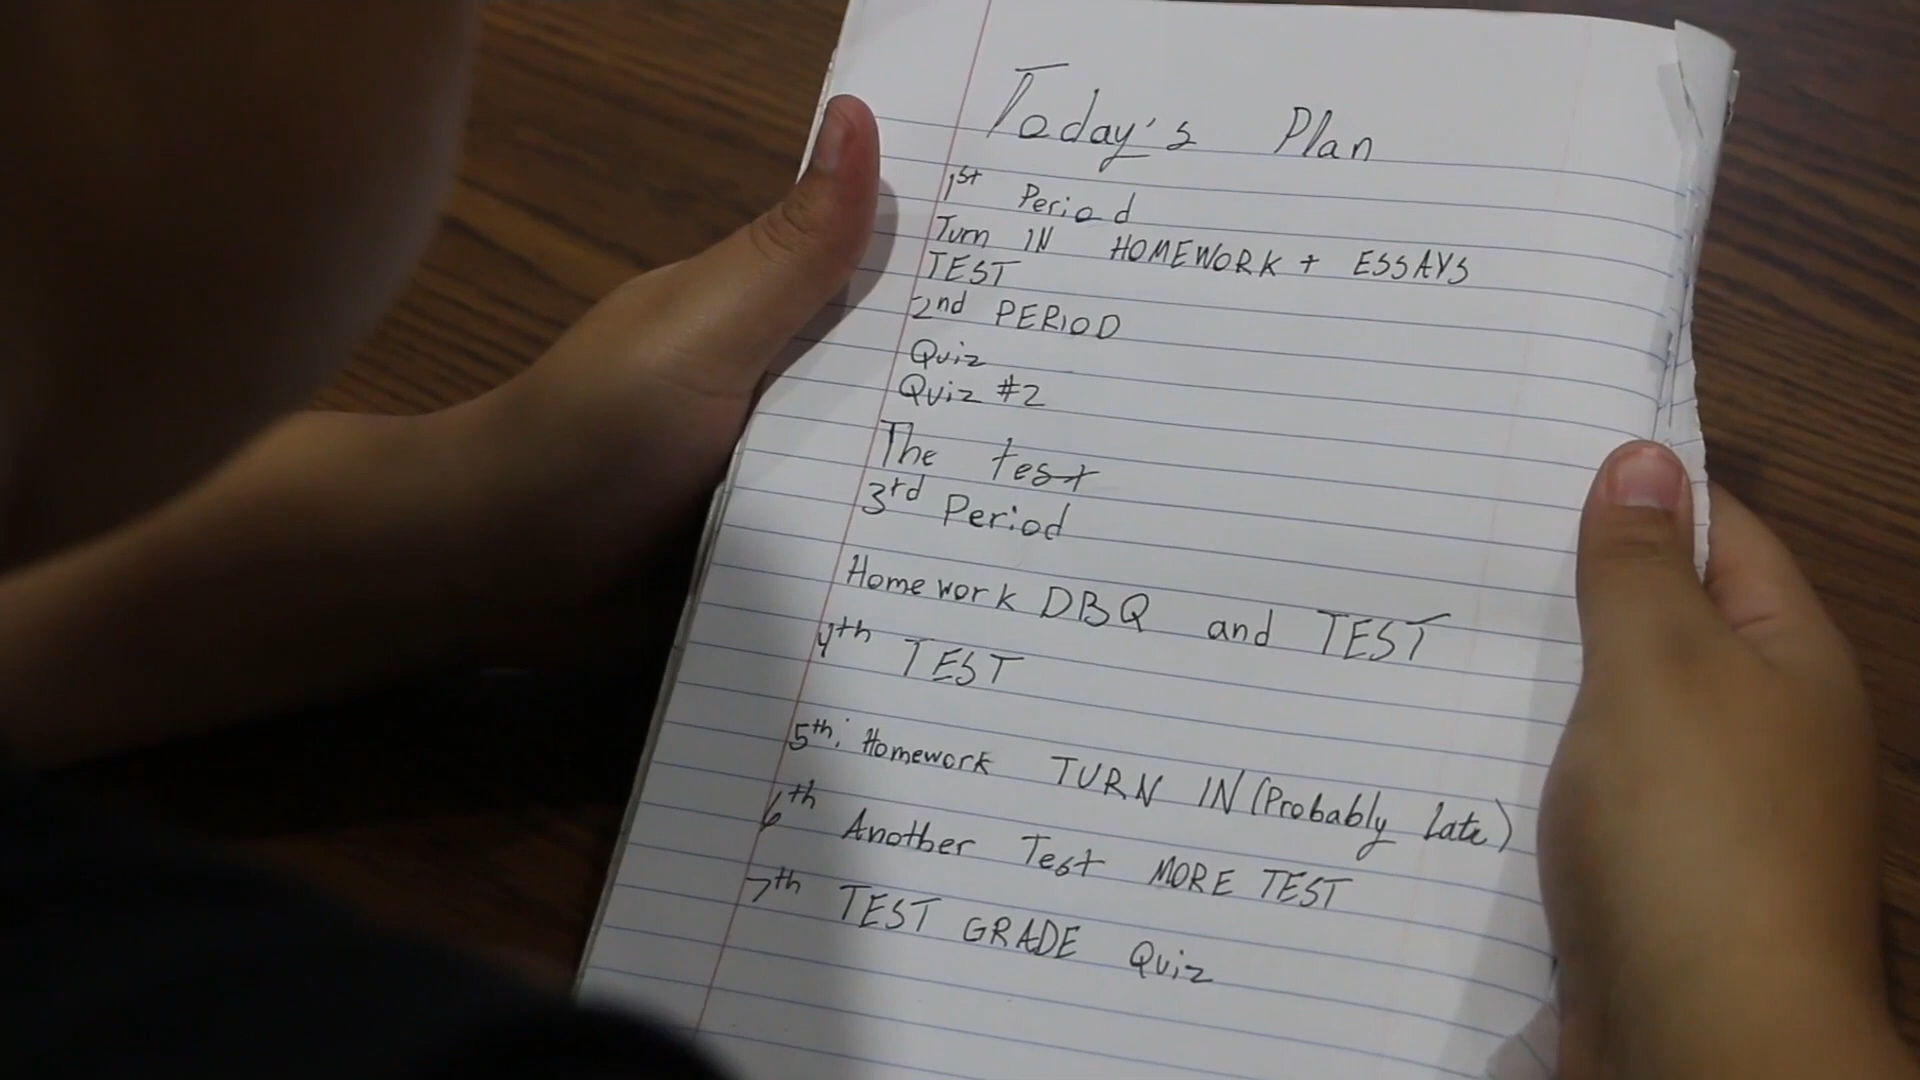 Today's Plan
1st Period
Turn IN HOMEWORK + ESSAYS
TEST
2nd PERIOD
Quiz
Quiz #2
The test
3rd Period
Homework DBQ and TEST
4th TEST
5th: Homework TURN IN (Probably Late)
6th Another Test MORE TEST
7th TEST GRADE Quiz